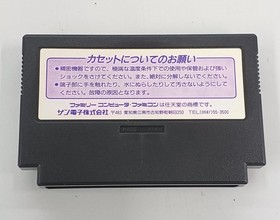 カセットについてのお願い
●精密機器ですので、極端な温度条件下での使用や保管および強い
ショックをさけてください。また、絶対に分解しないでください。
●端子部に手を触れたり、水にぬらしたりして汚さないようにしてください。
故障の原因となります。
ファミリーコンピュータ・ファミコンは任天堂の商標です。
サン電子株式会社